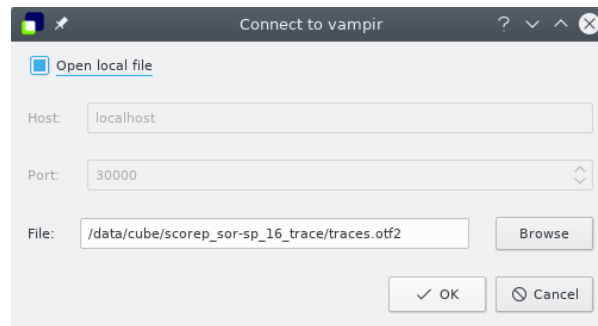 Connect to vampir
Open local file
Host: localhost
Port: 30000
File: /data/cube/scorep_sor-sp_16_trace/traces.otf2 Browse
OK Cancel